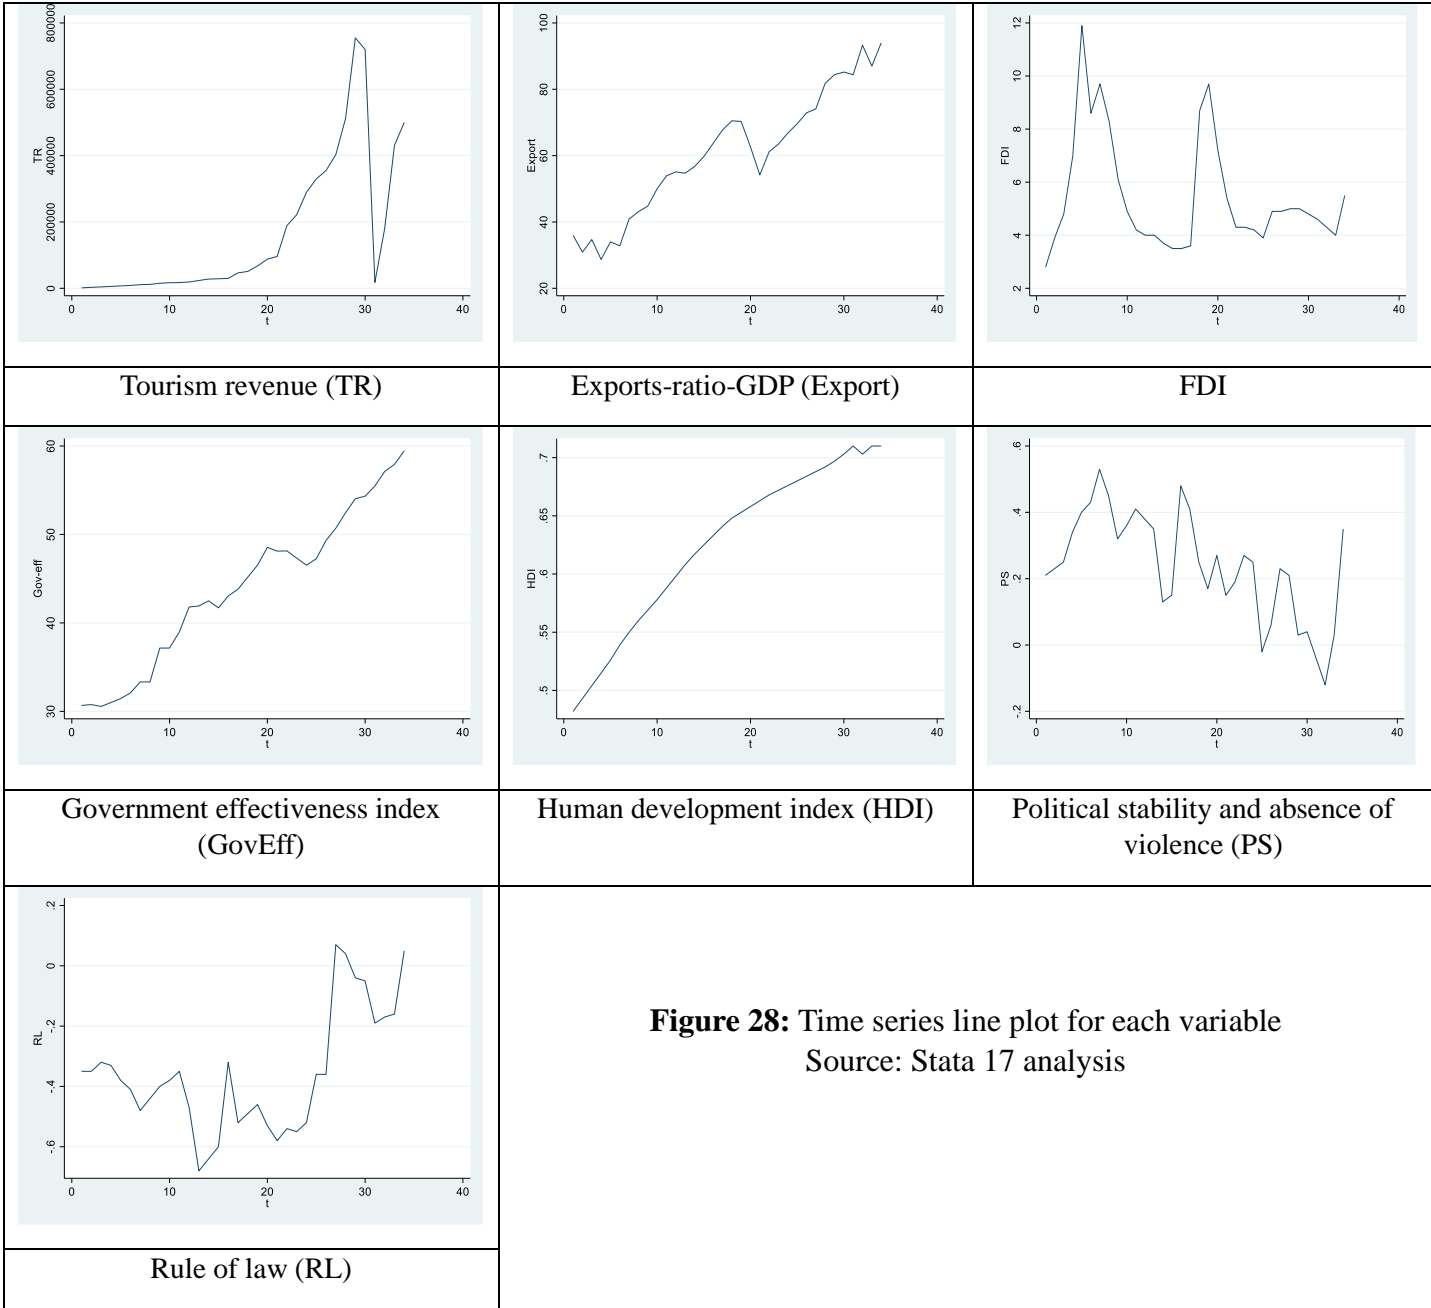 800000
600000
400000
200000
0
TR
0 10 20 30 40
t
100
80
60
40
20
Export
0 10 20 30 40
t
12
10
8
6
4
2
FDI
0 10 20 30 40
t
Tourism revenue (TR)
Exports-ratio-GDP (Export)
FDI
60
50
40
30
Gov-eff
0 10 20 30 40
t
.7
.65
.6
.55
.5
HDI
0 10 20 30 40
t
.6
.4
.2
0
-.2
PS
0 10 20 30 40
t
Government effectiveness index
(GovEff)
Human development index (HDI)
Political stability and absence of
violence (PS)
.2
0
-.2
-.4
-.6
RL
0 10 20 30 40
t
Rule of law (RL)
Figure 28: Time series line plot for each variable
Source: Stata 17 analysis